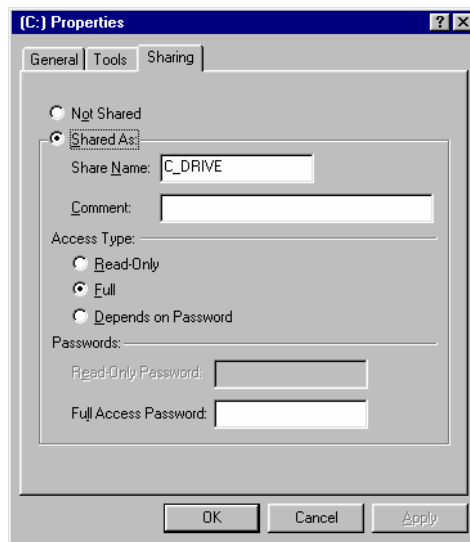 (C:) Properties
General Tools Sharing
Not Shared
Shared As:
Share Name: C_DRIVE
Comment:
Access Type:
Read-Only
Full
Depends on Password
Passwords:
Read-Only Password:
Full Access Password:
OK Cancel Apply